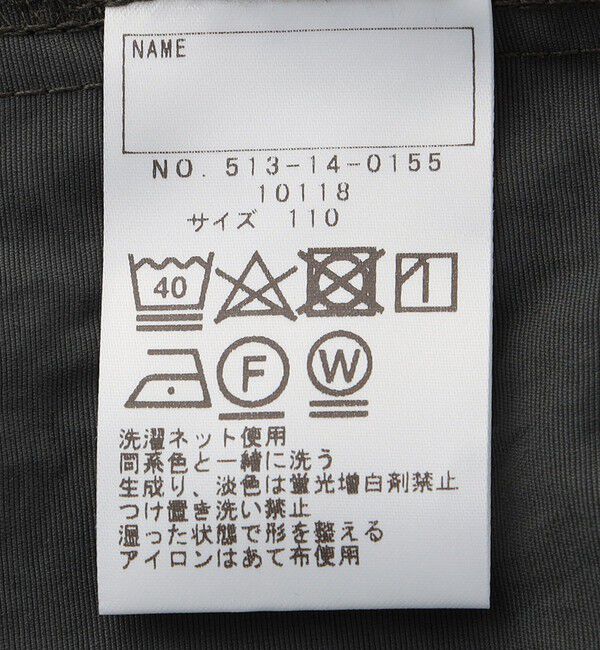 NAME
NO. 513-14-0155
10118
サイズ 110
40
F
W
洗濯ネット使用
同系色と一緒に洗う
生成り、淡色は蛍光増白剤禁止
つけ置き洗い禁止
湿った状態で形を整える
アイロンはあて布使用